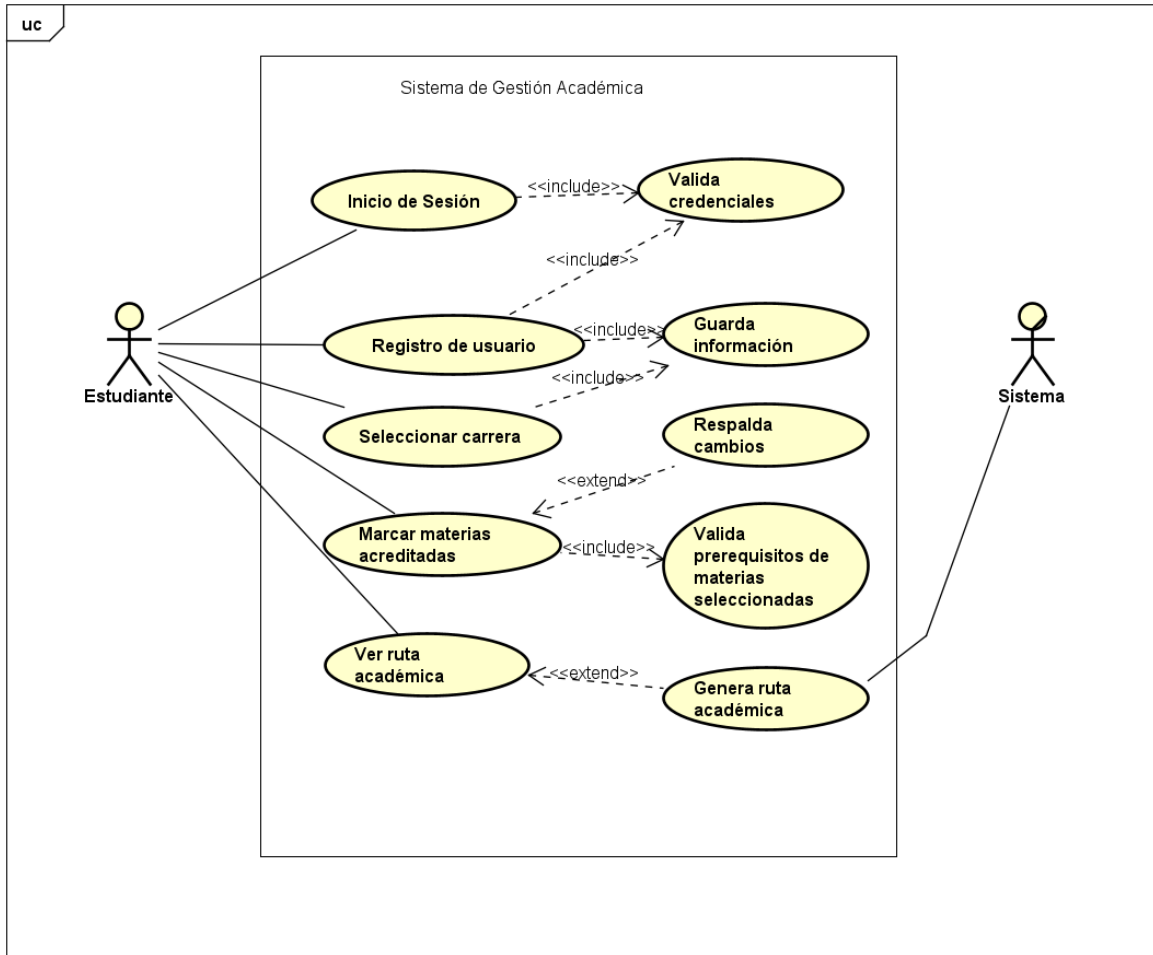 uc
Sistema de Gestión Académica
Inicio de Sesión
<<include>>
Valida
credenciales
<<include>>
Registro de usuario
<<include>>
Guarda
información
<<include>>
Seleccionar carrera
Respalda
cambios
<<extend>>
Marcar materias
acreditadas
<<include>>
Valida
prerequisitos de
materias
seleccionadas
Ver ruta
académica
<<extend>>
Genera ruta
académica
Estudiante
Sistema